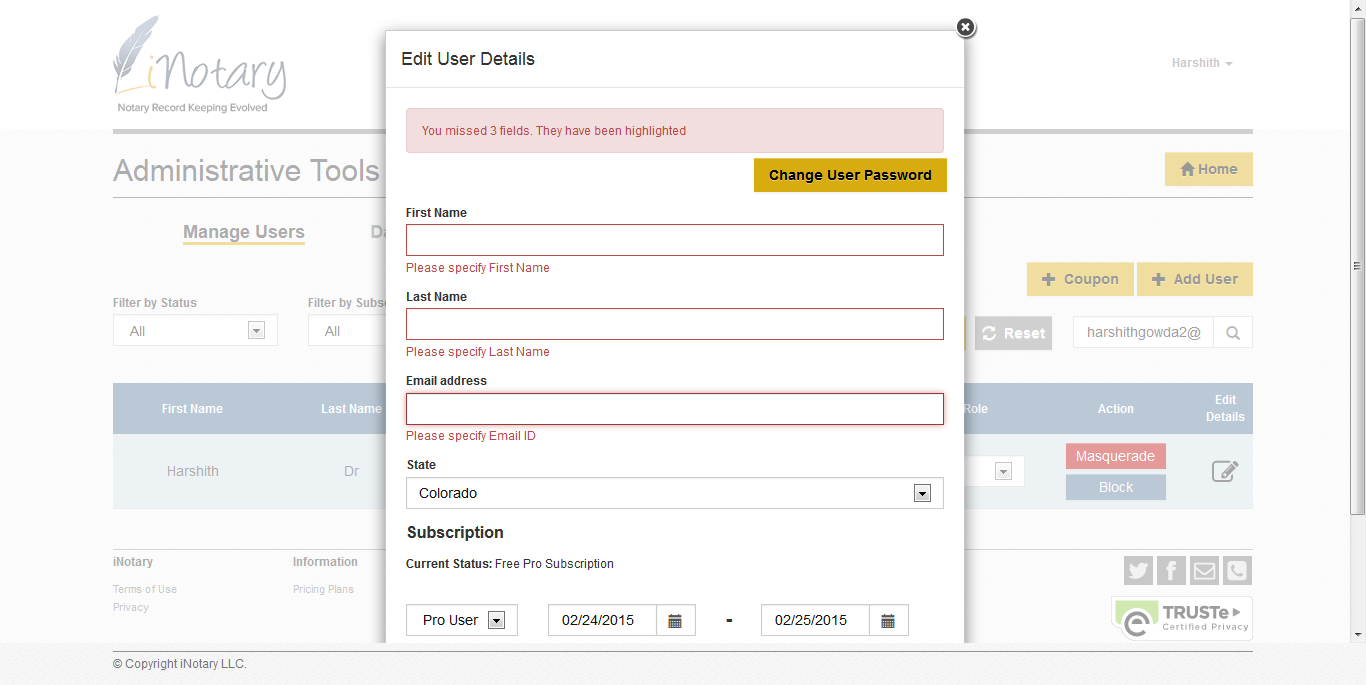 iNotary
Notary Record Keeping Evolved
Harshith
Administrative Tools
Home
Manage Users
Coupon
Add User
Filter by Status
Filter by
All
All
Reset
harshithgowda2@
First Name
Last Name
Role
Action
Edit
Details
Harshith
Dr
Masquerade
Block
Edit User Details
You missed 3 fields. They have been highlighted
Change User Password
First Name
Please specify First Name
Last Name
Please specify Last Name
Email address
Please specify Email ID
State
Colorado
Subscription
Current Status: Free Pro Subscription
Pro User
02/24/2015
-
02/25/2015
iNotary
Information
Terms of Use
Pricing Plans
Privacy
TRUSTe
Certified Privacy
© Copyright iNotary LLC.